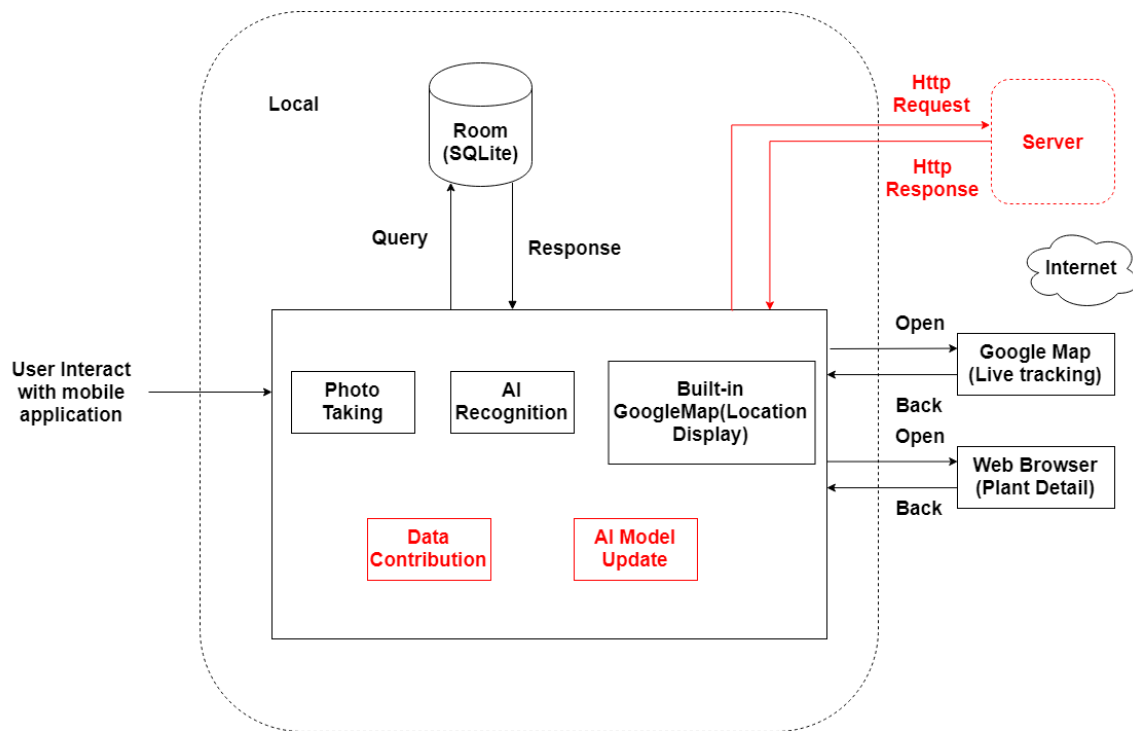 Local
Room
(SQLite)
Http
Request
Server
Http
Response
Query
Response
Internet
Open
Google Map
(Live tracking)
Back
User Interact
with mobile
application
Photo
Taking
AI
Recognition
Built-in
GoogleMap(Location
Display)
Open
Web Browser
(Plant Detail)
Back
Data
Contribution
AI Model
Update